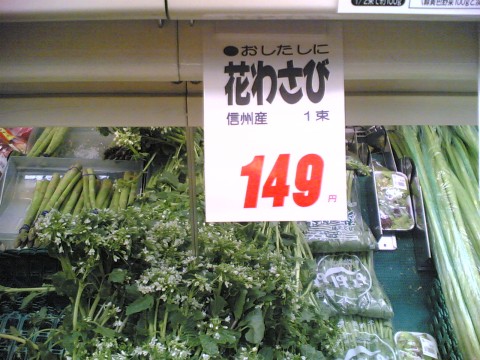 ●おしたしに
花わさび
信州産 1束
149円